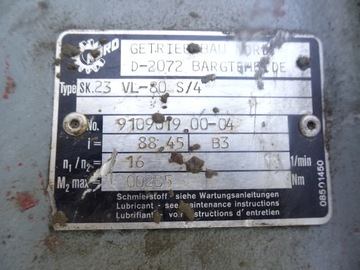 NORD
GETRIEBEBAU NORD
D-2072 BARGTEHEIDE
Type SK.23 VL-80 S/4
No. 9109019 00-04
i = 88.45 B3
n1/n2 = 16 1/min
M2 max = 00205 Nm
Schmierstoff - siehe Wartungsanleitungen
Lubricant - see maintenance instructions
Lubrifiant - voir instructions d'entretien
08501450